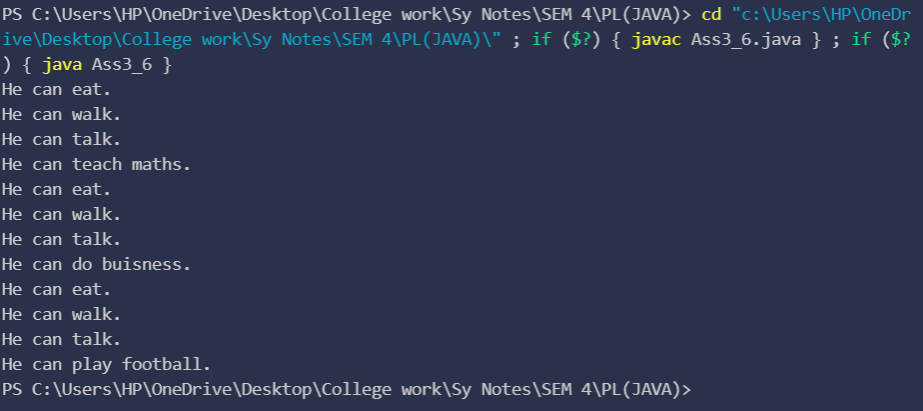 PS C:\Users\HP\OneDrive\Desktop\College work\Sy Notes\SEM 4\PL(JAVA)> cd "c:\Users\HP\OneDr
ive\Desktop\College work\Sy Notes\SEM 4\PL(JAVA)\" ; if ($?) { javac Ass3_6.java } ; if ($?
) { java Ass3_6 }
He can eat.
He can walk.
He can talk.
He can teach maths.
He can eat.
He can walk.
He can talk.
He can do buisness.
He can eat.
He can walk.
He can talk.
He can play football.
PS C:\Users\HP\OneDrive\Desktop\College work\Sy Notes\SEM 4\PL(JAVA)>